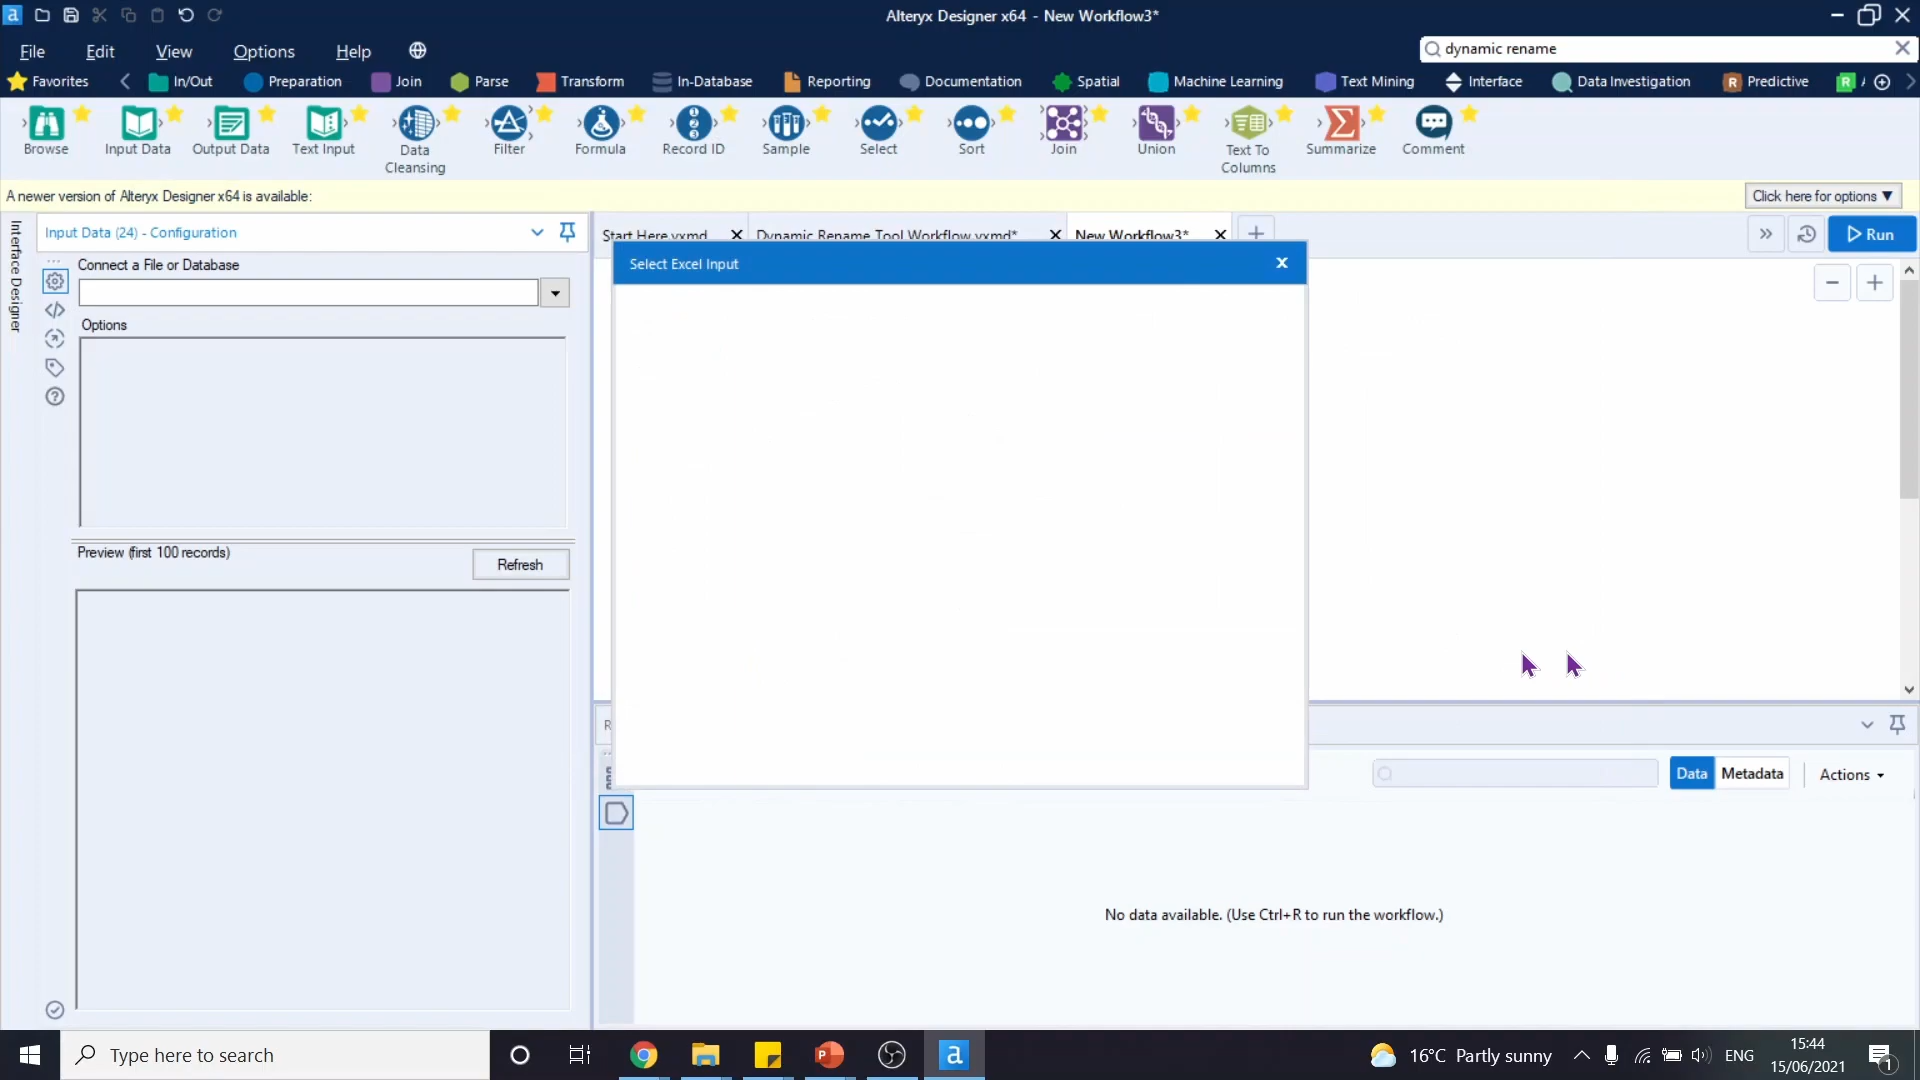 Alteryx Designer x64 - New Workflow3*
File Edit View Options Help
dynamic rename
Favorites In/Out Preparation Join Parse Transform In-Database Reporting Documentation Spatial Machine Learning Text Mining Interface Data Investigation Predictive
Browse Input Data Output Data Text Input Data Cleansing Filter Formula Record ID Sample Select Sort Join Union Text To Columns Summarize Comment
A newer version of Alteryx Designer x64 is available:
Click here for options ▼
Interface Designer
Input Data (24) - Configuration
Start Here.yxmd
Dynamic Rename Tool Workflow.yxmd*
New Workflow3*
Run
Connect a File or Database
Options
Preview (first 100 records)
Refresh
Select Excel Input
Data Metadata Actions
No data available. (Use Ctrl+R to run the workflow.)
Type here to search
16°C Partly sunny
ENG
15:44
15/06/2021
1